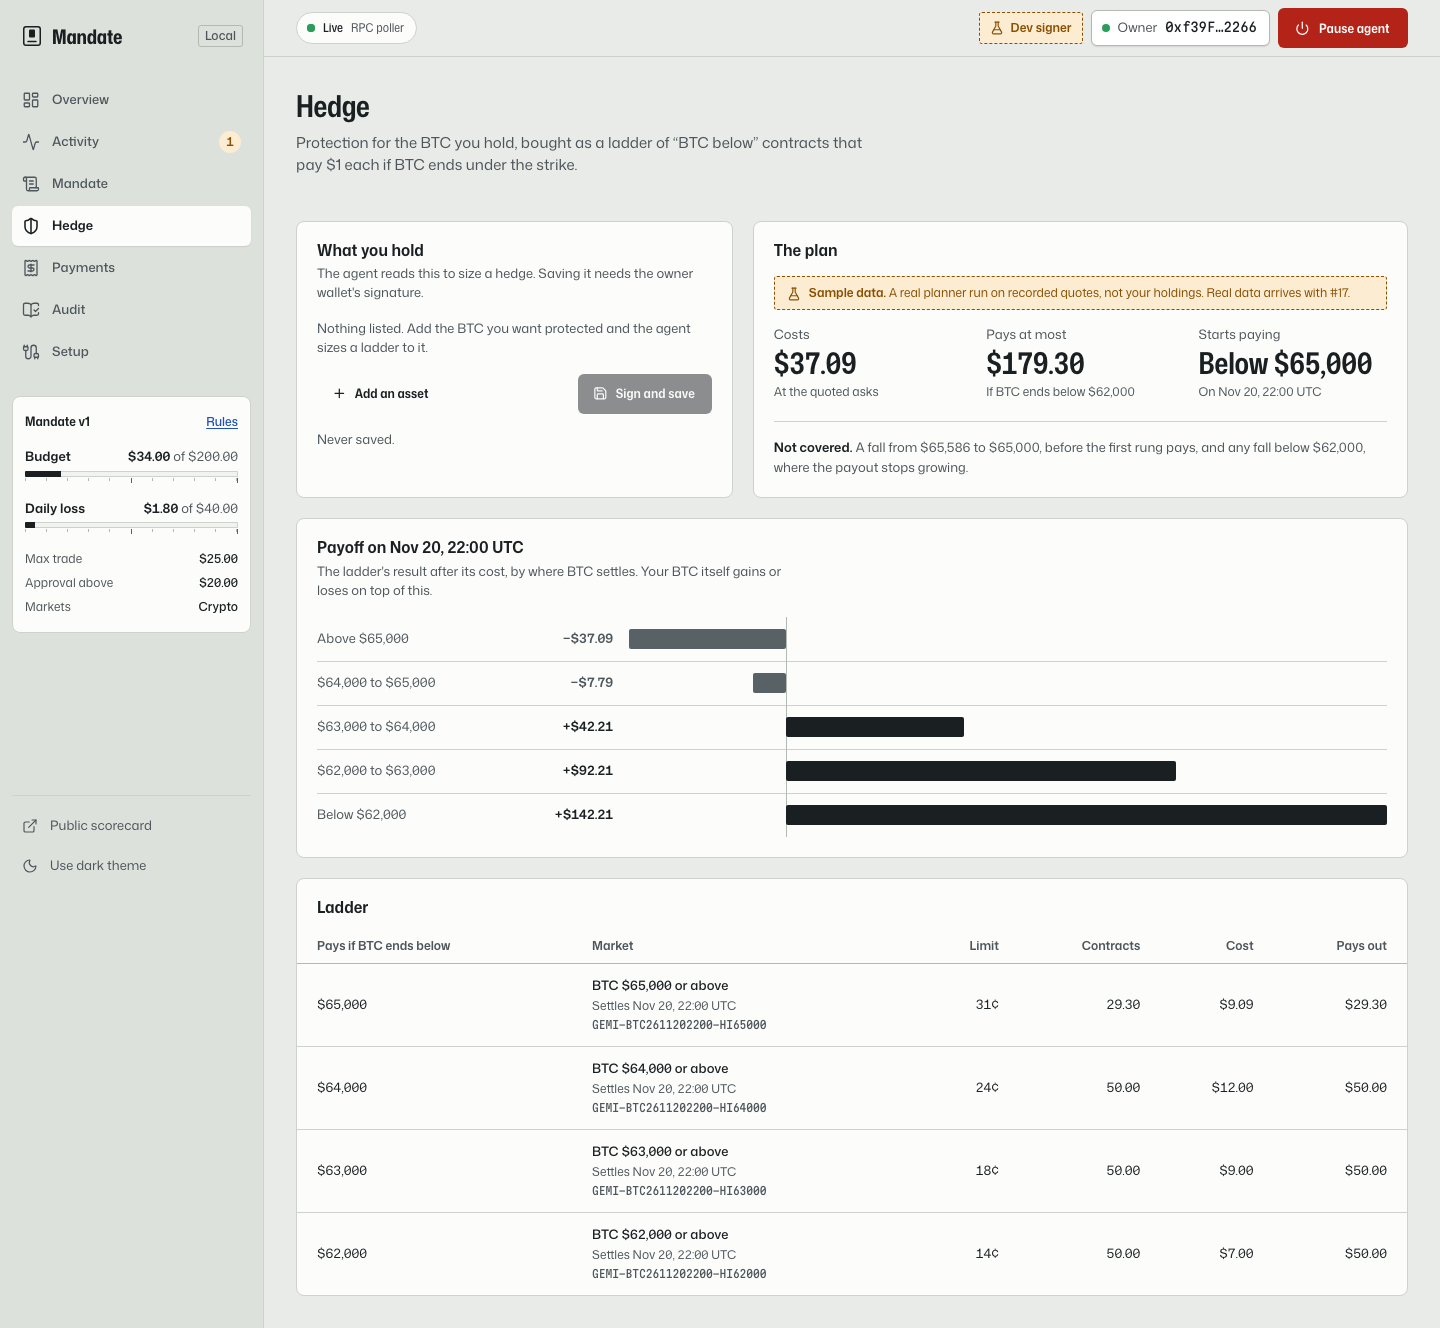 Mandate
Local
Overview
Activity
1
Mandate
Hedge
Payments
Audit
Setup
Mandate v1
Rules
Budget
$34.00 of $200.00
Daily loss
$1.80 of $40.00
Max trade
$25.00
Approval above
$20.00
Markets
Crypto
Public scorecard
Use dark theme
Live RPC poller
Dev signer
Owner 0xf39F…2266
Pause agent
Hedge
Protection for the BTC you hold, bought as a ladder of “BTC below” contracts that
pay $1 each if BTC ends under the strike.
What you hold
The agent reads this to size a hedge. Saving it needs the owner
wallet's signature.
Nothing listed. Add the BTC you want protected and the agent
sizes a ladder to it.
Add an asset
Sign and save
Never saved.
The plan
Sample data. A real planner run on recorded quotes, not your holdings. Real data arrives with #17.
Costs
$37.09
At the quoted asks
Pays at most
$179.30
If BTC ends below $62,000
Starts paying
Below $65,000
On Nov 20, 22:00 UTC
Not covered. A fall from $65,586 to $65,000, before the first rung pays, and any fall below $62,000,
where the payout stops growing.
Payoff on Nov 20, 22:00 UTC
The ladder's result after its cost, by where BTC settles. Your BTC itself gains or
loses on top of this.
Above $65,000 −$37.09
$64,000 to $65,000 −$7.79
$63,000 to $64,000 +$42.21
$62,000 to $63,000 +$92.21
Below $62,000 +$142.21
Ladder
Pays if BTC ends below Market Limit Contracts Cost Pays out
BTC $65,000 or above
$65,000 Settles Nov 20, 22:00 UTC 31¢ 29.30 $9.09 $29.30
GEMI-BTC2611202200-HI65000
BTC $64,000 or above
$64,000 Settles Nov 20, 22:00 UTC 24¢ 50.00 $12.00 $50.00
GEMI-BTC2611202200-HI64000
BTC $63,000 or above
$63,000 Settles Nov 20, 22:00 UTC 18¢ 50.00 $9.00 $50.00
GEMI-BTC2611202200-HI63000
BTC $62,000 or above
$62,000 Settles Nov 20, 22:00 UTC 14¢ 50.00 $7.00 $50.00
GEMI-BTC2611202200-HI62000